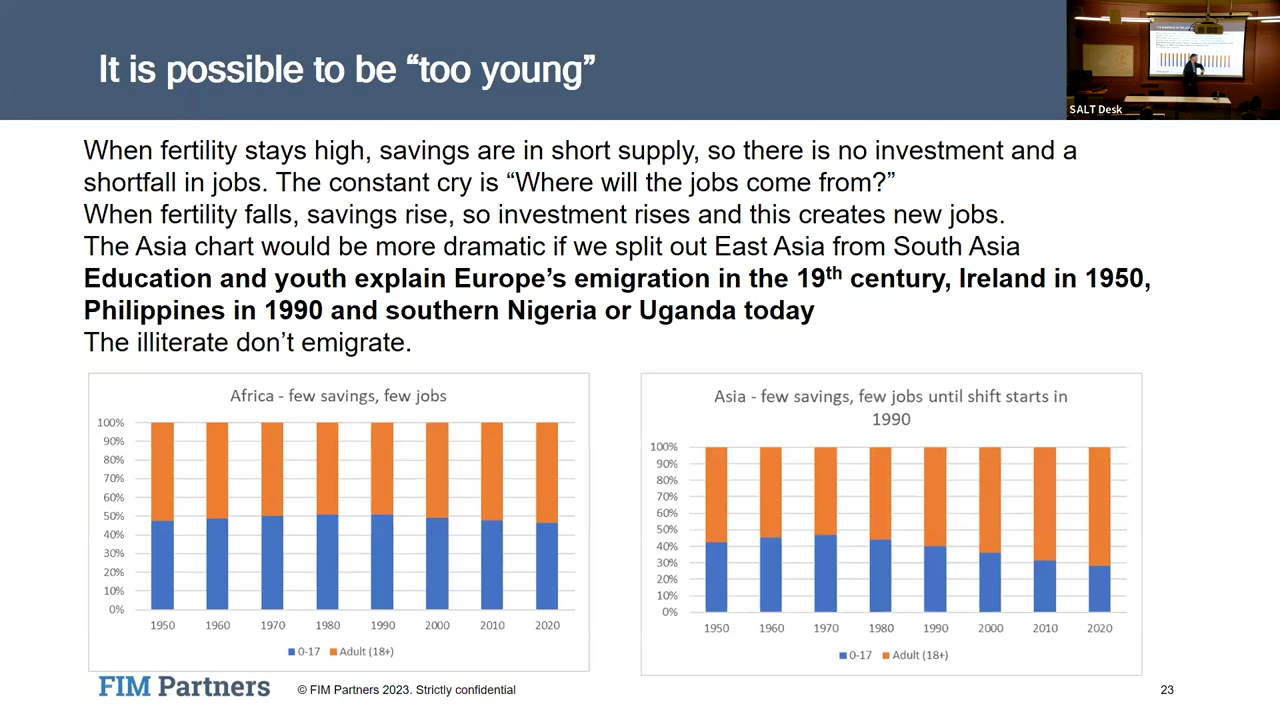 It is possible to be “too young”
SALT Desk
When fertility stays high, savings are in short supply, so there is no investment and a
shortfall in jobs. The constant cry is “Where will the jobs come from?”
When fertility falls, savings rise, so investment rises and this creates new jobs.
The Asia chart would be more dramatic if we split out East Asia from South Asia
Education and youth explain Europe’s emigration in the 19th century, Ireland in 1950,
Philippines in 1990 and southern Nigeria or Uganda today
The illiterate don’t emigrate.
Africa - few savings, few jobs
100%
90%
80%
70%
60%
50%
40%
30%
20%
10%
0%
1950 1960 1970 1980 1990 2000 2010 2020
0-17 Adult (18+)
Asia - few savings, few jobs until shift starts in
1990
100%
90%
80%
70%
60%
50%
40%
30%
20%
10%
0%
1950 1960 1970 1980 1990 2000 2010 2020
0-17 Adult (18+)
FIM Partners
© FIM Partners 2023. Strictly confidential
23